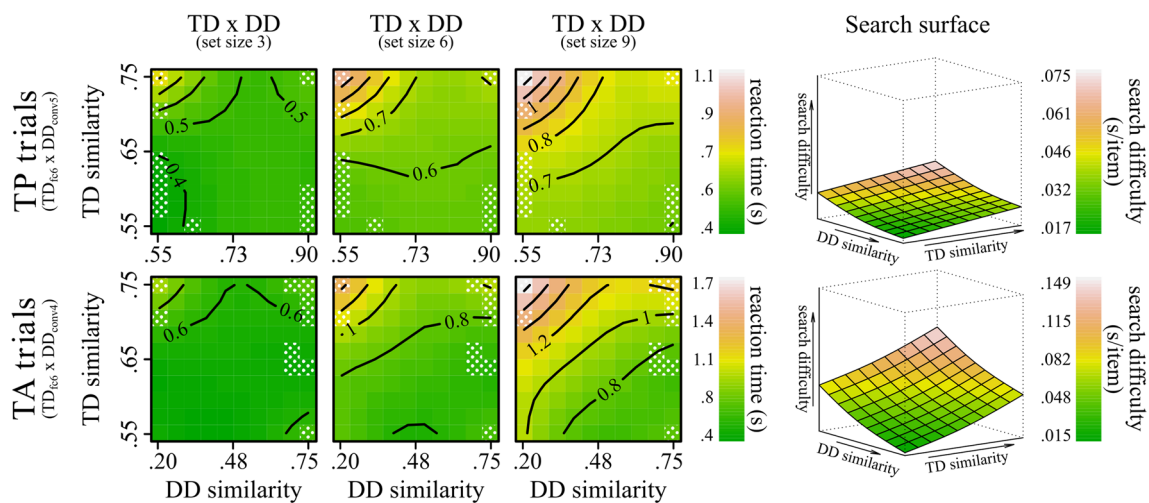 TD x DD
(set size 3)
TD x DD
(set size 6)
TD x DD
(set size 9)
Search surface
TP trials
(TDfc6 x DDconv5)
TD similarity
.75
.65
.55
0.5
0.5
0.4
.55
.73
.90
0.7
0.6
.55
.73
.90
1
0.8
0.7
.55
.73
.90
1.1
.9
.7
.6
.4
reaction time (s)
search difficulty
DD similarity
TD similarity
.075
.061
.046
.032
.017
search difficulty
(s/item)
TA trials
(TDfc6 x DDconv4)
TD similarity
.75
.65
.55
0.6
0.6
.20
.48
.75
DD similarity
.1
0.8
.20
.48
.75
DD similarity
1.2
1
0.8
.20
.48
.75
DD similarity
1.7
1.4
1.1
.8
.4
reaction time (s)
search difficulty
DD similarity
TD similarity
.149
.115
.082
.048
.015
search difficulty
(s/item)